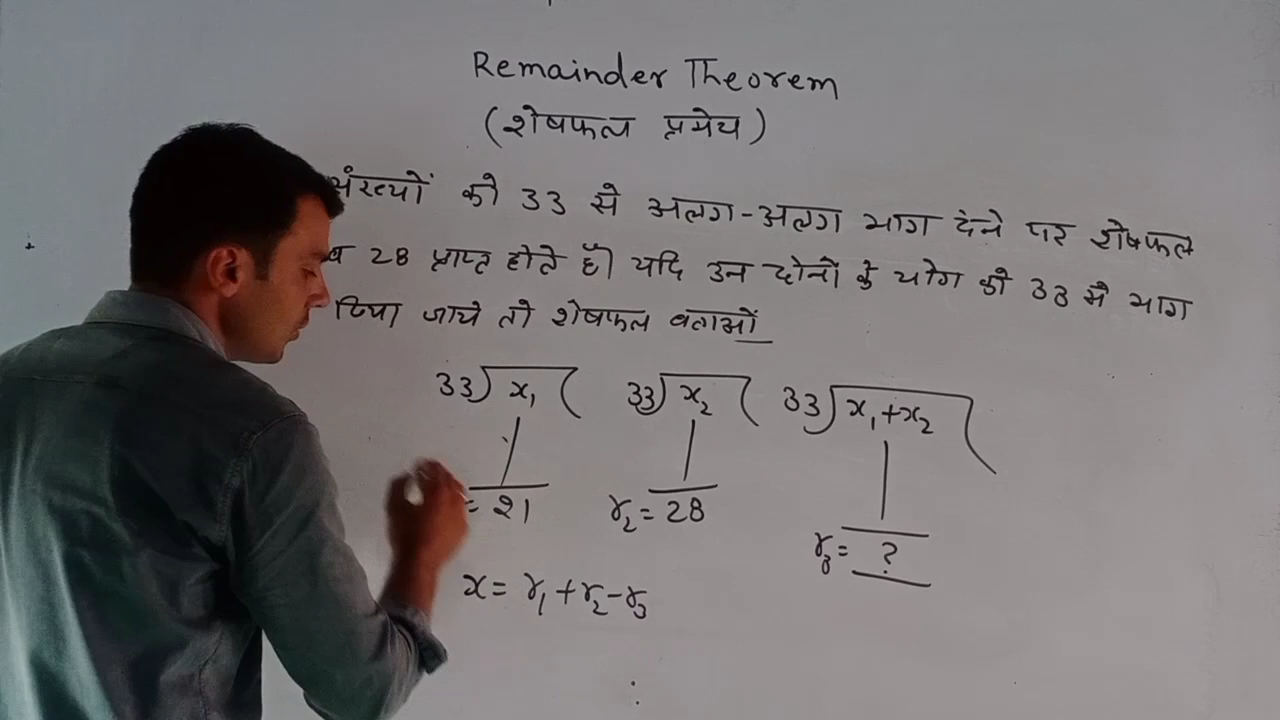 Remainder Theorem
(शेषफल प्रमेय)
संख्यों को 33 से अलग-अलग भाग देने पर शेषफल
व 28 प्राप्त होते हैं। यदि उन दोनों के योग को 33 से भाग
दिया जाये तो शेषफल बताओं
33) x₁ ( 33) x₂ ( 33) x₁+x₂ (
= 21 r₂ = 28
r₃ = ?
x = r₁ + r₂ - r₃